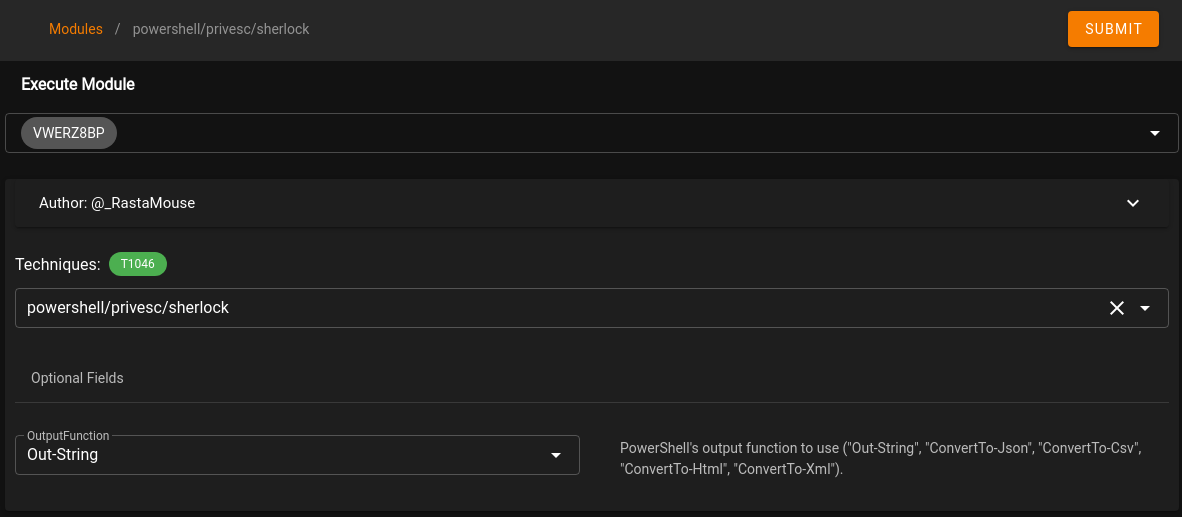 Modules / powershell/privesc/sherlock
SUBMIT
Execute Module
VWERZ8BP
Author: @_RastaMouse
Techniques: T1046
powershell/privesc/sherlock
Optional Fields
OutputFunction
Out-String
PowerShell's output function to use ("Out-String", "ConvertTo-Json", "ConvertTo-Csv",
"ConvertTo-Html", "ConvertTo-Xml").